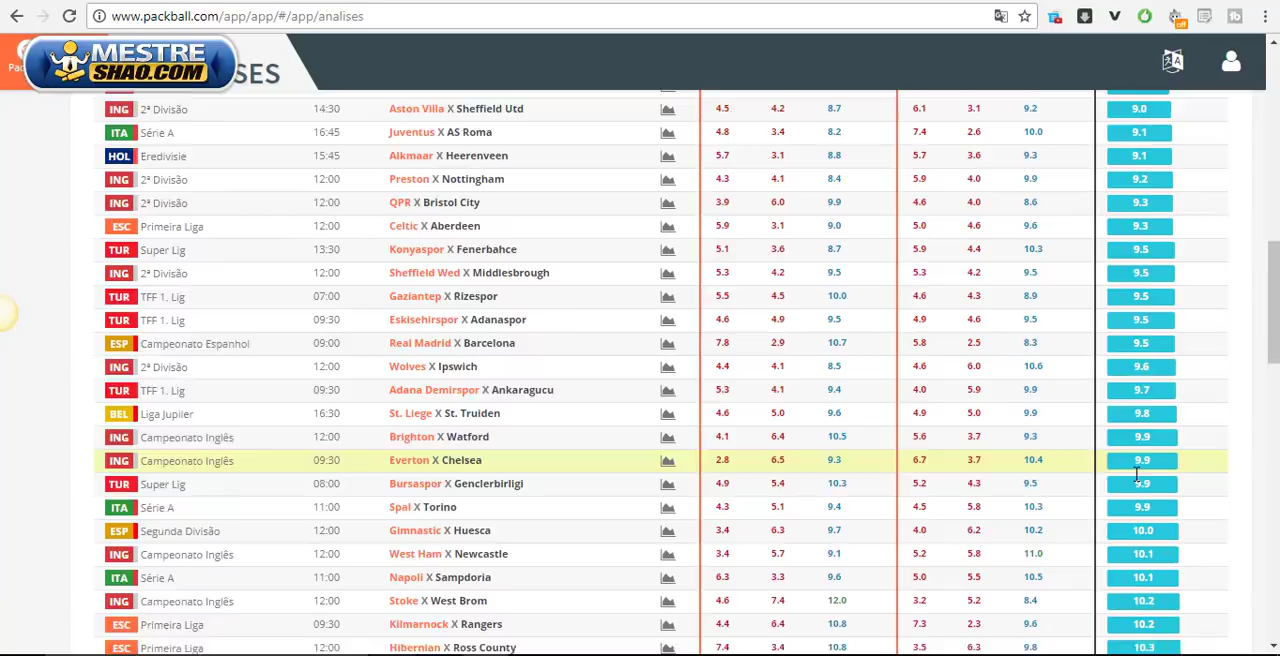 www.packball.com/app/app/#/app/analises
off
Pac
MESTRE
SHAO.COM
SES
ING 2ª Divisão 14:30 Aston Villa X Sheffield Utd 4.5 4.2 8.7 6.1 3.1 9.2 9.0
ITA Série A 16:45 Juventus X AS Roma 4.8 3.4 8.2 7.4 2.6 10.0 9.1
HOL Eredivisie 15:45 Alkmaar X Heerenveen 5.7 3.1 8.8 5.7 3.6 9.3 9.1
ING 2ª Divisão 12:00 Preston X Nottingham 4.3 4.1 8.4 5.9 4.0 9.9 9.2
ING 2ª Divisão 12:00 QPR X Bristol City 3.9 6.0 9.9 4.6 4.0 8.6 9.3
ESC Primeira Liga 12:00 Celtic X Aberdeen 5.9 3.1 9.0 5.0 4.6 9.6 9.3
TUR Super Lig 13:30 Konyaspor X Fenerbahce 5.1 3.6 8.7 5.9 4.4 10.3 9.5
ING 2ª Divisão 12:00 Sheffield Wed X Middlesbrough 5.3 4.2 9.5 5.3 4.2 9.5 9.5
TUR TFF 1. Lig 07:00 Gaziantep X Rizespor 5.5 4.5 10.0 4.6 4.3 8.9 9.5
TUR TFF 1. Lig 09:30 Eskisehirspor X Adanaspor 4.6 4.9 9.5 4.9 4.6 9.5 9.5
ESP Campeonato Espanhol 09:00 Real Madrid X Barcelona 7.8 2.9 10.7 5.8 2.5 8.3 9.5
ING 2ª Divisão 12:00 Wolves X Ipswich 4.4 4.1 8.5 4.6 6.0 10.6 9.6
TUR TFF 1. Lig 09:30 Adana Demirspor X Ankaragucu 5.3 4.1 9.4 4.0 5.9 9.9 9.7
BEL Liga Jupiler 16:30 St. Liege X St. Truiden 4.6 5.0 9.6 4.9 5.0 9.9 9.8
ING Campeonato Inglês 12:00 Brighton X Watford 4.1 6.4 10.5 5.6 3.7 9.3 9.9
ING Campeonato Inglês 09:30 Everton X Chelsea 2.8 6.5 9.3 6.7 3.7 10.4 9.9
TUR Super Lig 08:00 Bursaspor X Genclerbirligi 4.9 5.4 10.3 5.2 4.3 9.5 9.9
ITA Série A 11:00 Spal X Torino 4.3 5.1 9.4 4.5 5.8 10.3 9.9
ESP Segunda Divisão 12:00 Gimnastic X Huesca 3.4 6.3 9.7 4.0 6.2 10.2 10.0
ING Campeonato Inglês 12:00 West Ham X Newcastle 3.4 5.7 9.1 5.2 5.8 11.0 10.1
ITA Série A 11:00 Napoli X Sampdoria 6.3 3.3 9.6 5.0 5.5 10.5 10.1
ING Campeonato Inglês 12:00 Stoke X West Brom 4.6 7.4 12.0 3.2 5.2 8.4 10.2
ESC Primeira Liga 09:30 Kilmarnock X Rangers 4.4 6.4 10.8 7.3 2.3 9.6 10.2
ESC Primeira Liga 12:00 Hibernian X Ross County 7.4 3.4 10.8 3.5 6.3 9.8 10.3